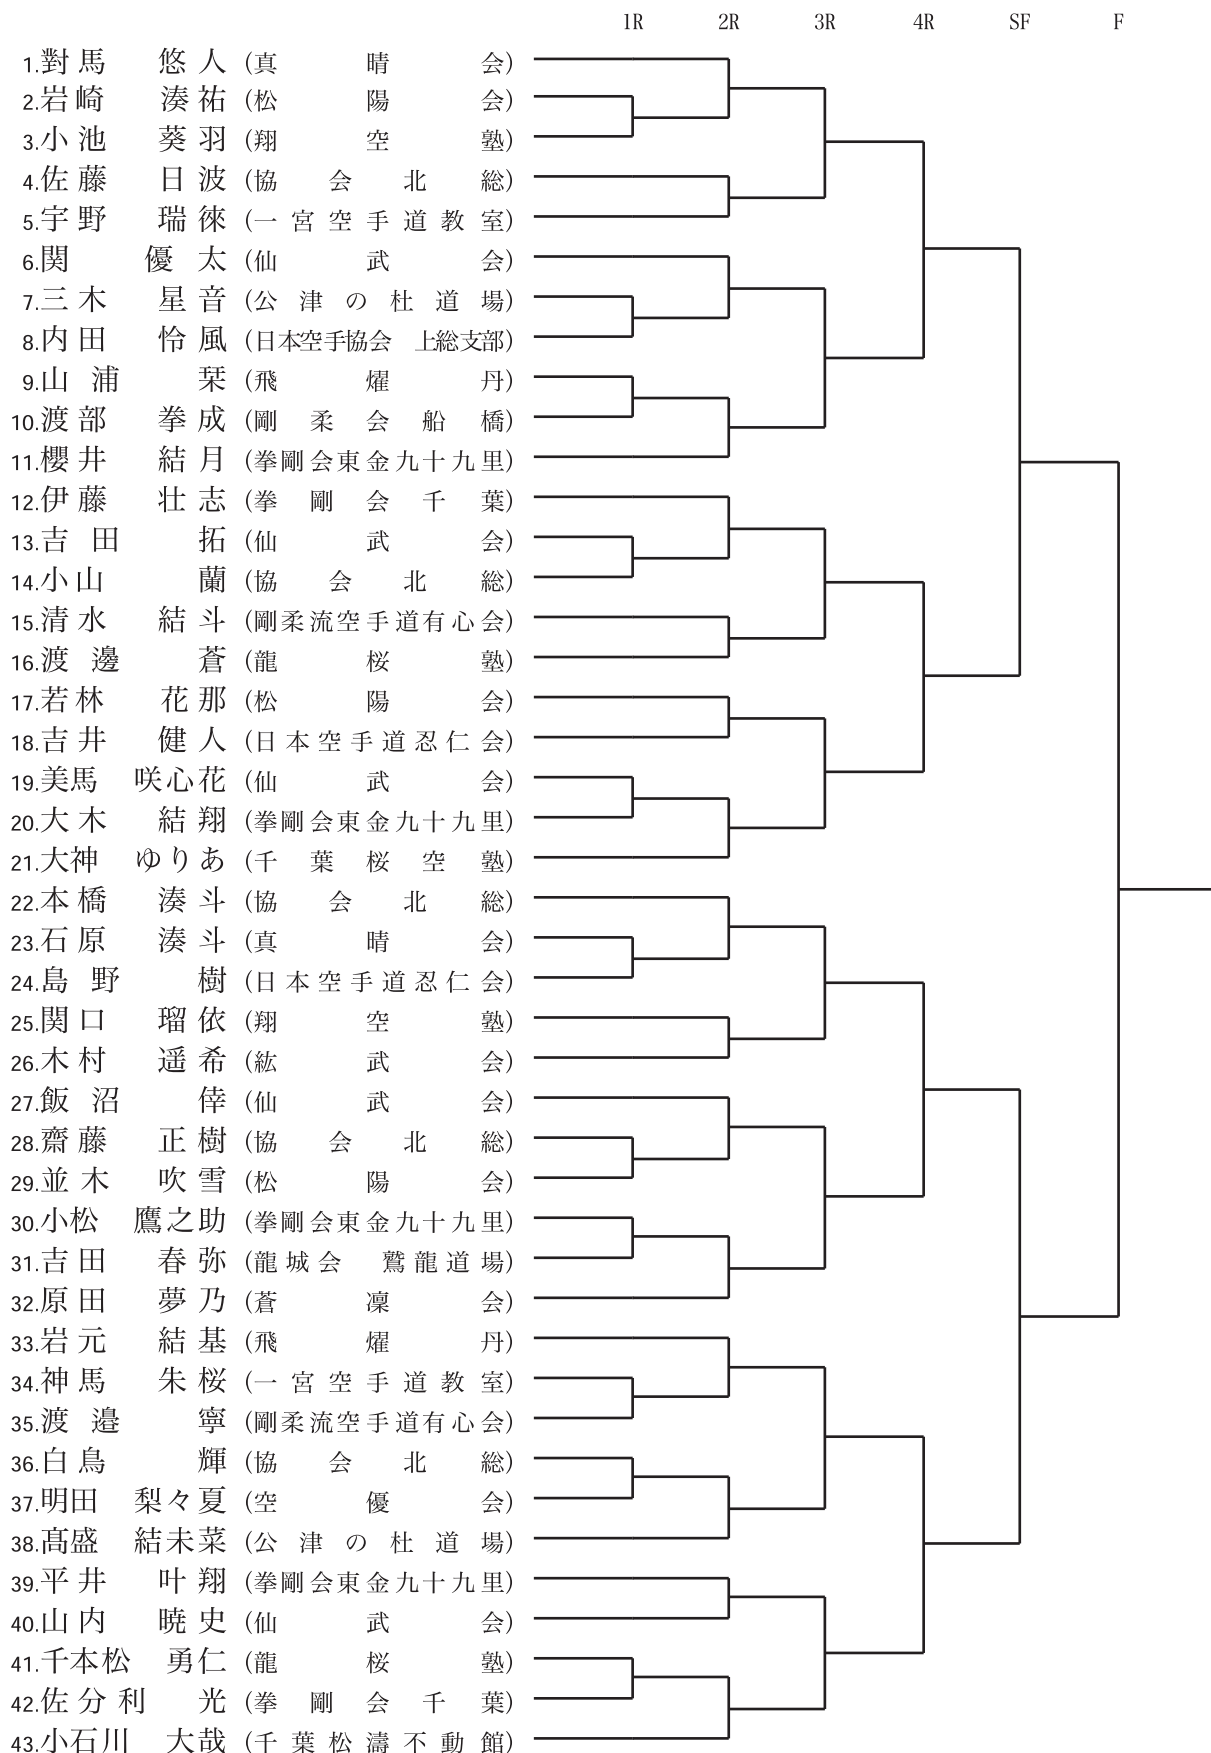 1R 2R 3R 4R SF F
1.對馬 悠人 (真晴会)
2.岩崎 湊祐 (松陽会)
3.小池 葵羽 (翔空塾)
4.佐藤 日波 (協会北総)
5.宇野 瑞徠 (一宮空手道教室)
6.関 優太 (仙武会)
7.三木 星音 (公津の杜道場)
8.内田 怜風 (日本空手協会 上総支部)
9.山浦 栞 (飛燿丹)
10.渡部 拳成 (剛柔会船橋)
11.櫻井 結月 (拳剛会東金九十九里)
12.伊藤 壮志 (拳剛会千葉)
13.吉田 拓 (仙武会)
14.小山 蘭 (協会北総)
15.清水 結斗 (剛柔流空手道有心会)
16.渡邊 蒼 (龍桜塾)
17.若林 花那 (松陽会)
18.吉井 健人 (日本空手道忍仁会)
19.美馬 咲心花 (仙武会)
20.大木 結翔 (拳剛会東金九十九里)
21.大神 ゆりあ (千葉桜空塾)
22.本橋 湊斗 (協会北総)
23.石原 湊斗 (真晴会)
24.島野 樹 (日本空手道忍仁会)
25.関口 瑠依 (翔空塾)
26.木村 遥希 (紘武会)
27.飯沼 倖 (仙武会)
28.齋藤 正樹 (協会北総)
29.並木 吹雪 (松陽会)
30.小松 鷹之助 (拳剛会東金九十九里)
31.吉田 春弥 (龍城会 鷲龍道場)
32.原田 夢乃 (蒼凜会)
33.岩元 結基 (飛燿丹)
34.神馬 朱桜 (一宮空手道教室)
35.渡邉 寧 (剛柔流空手道有心会)
36.白鳥 輝 (協会北総)
37.明田 梨々夏 (空優会)
38.髙盛 結未菜 (公津の杜道場)
39.平井 叶翔 (拳剛会東金九十九里)
40.山内 暁史 (仙武会)
41.千本松 勇仁 (龍桜塾)
42.佐分利 光 (拳剛会千葉)
43.小石川 大哉 (千葉松濤不動館)